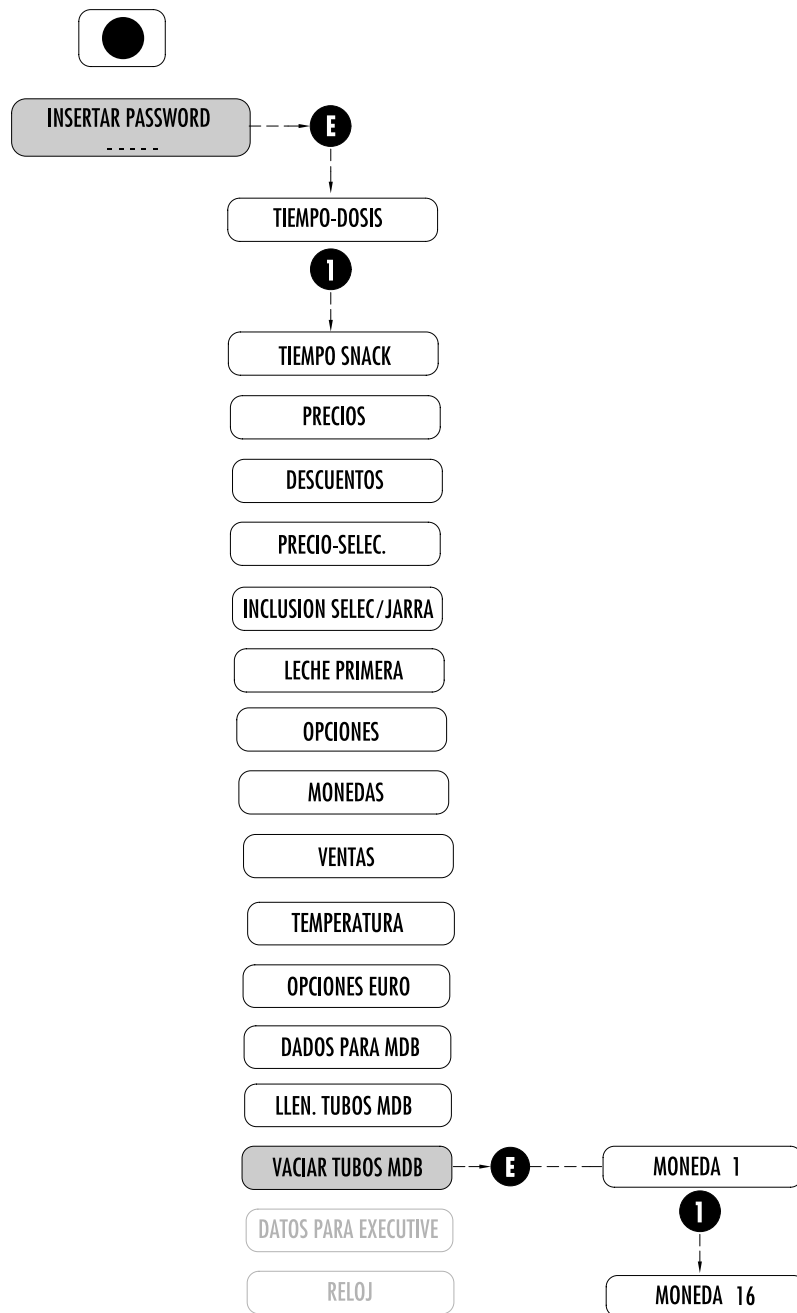 INSERTAR PASSWORD
- - - - -
E
TIEMPO-DOSIS
1
TIEMPO SNACK
PRECIOS
DESCUENTOS
PRECIO-SELEC.
INCLUSION SELEC/JARRA
LECHE PRIMERA
OPCIONES
MONEDAS
VENTAS
TEMPERATURA
OPCIONES EURO
DADOS PARA MDB
LLEN. TUBOS MDB
VACIAR TUBOS MDB E MONEDA 1
1
DATOS PARA EXECUTIVE
RELOJ MONEDA 16